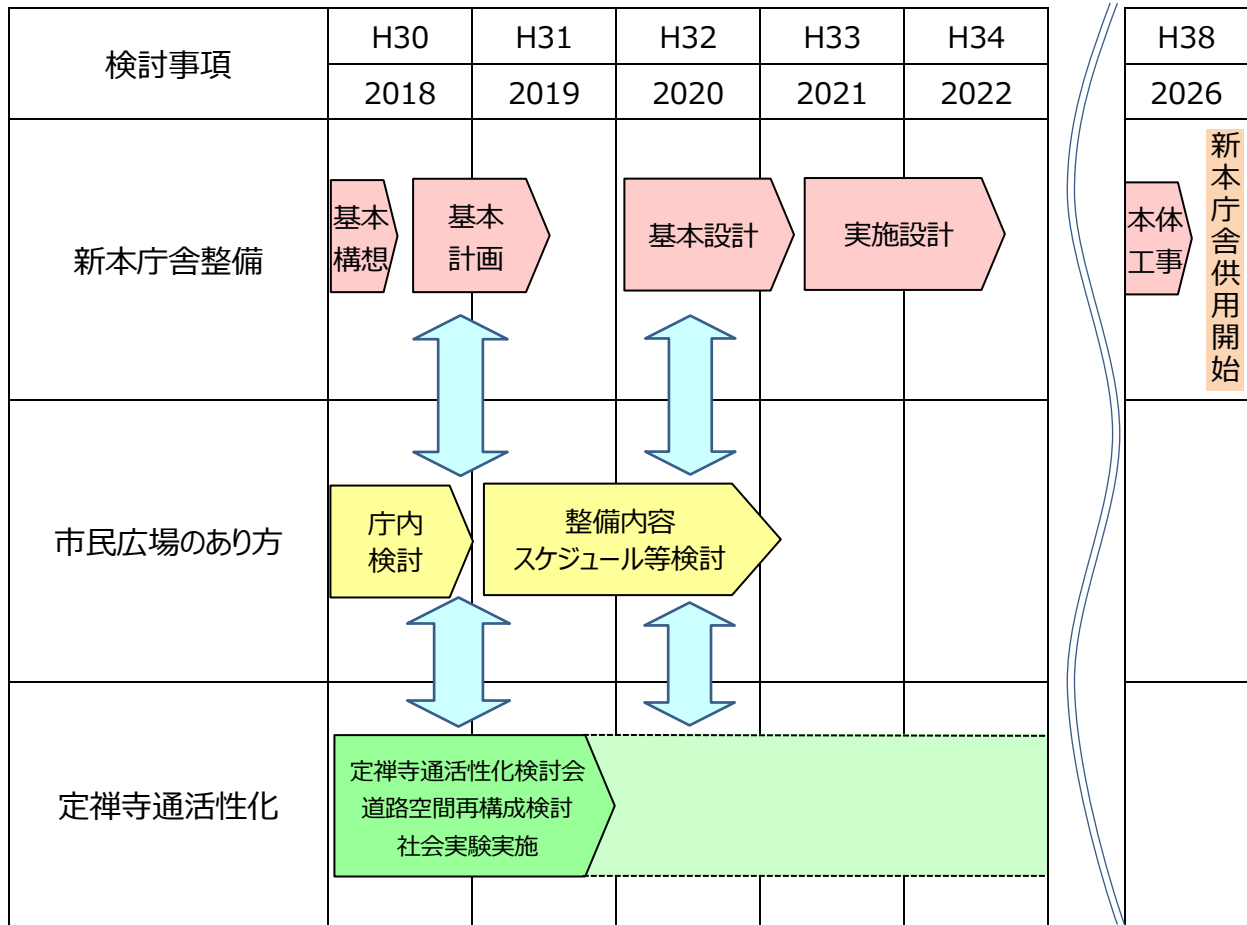 検討事項
H30
H31
H32
H33
H34
H38
2018
2019
2020
2021
2022
2026
新本庁舎整備
基本
構想
基本
計画
基本設計
実施設計
本体
工事
新本庁舎供用開始
市民広場のあり方
庁内
検討
整備内容
スケジュール等検討
定禅寺通活性化
定禅寺通活性化検討会
道路空間再構成検討
社会実験実施